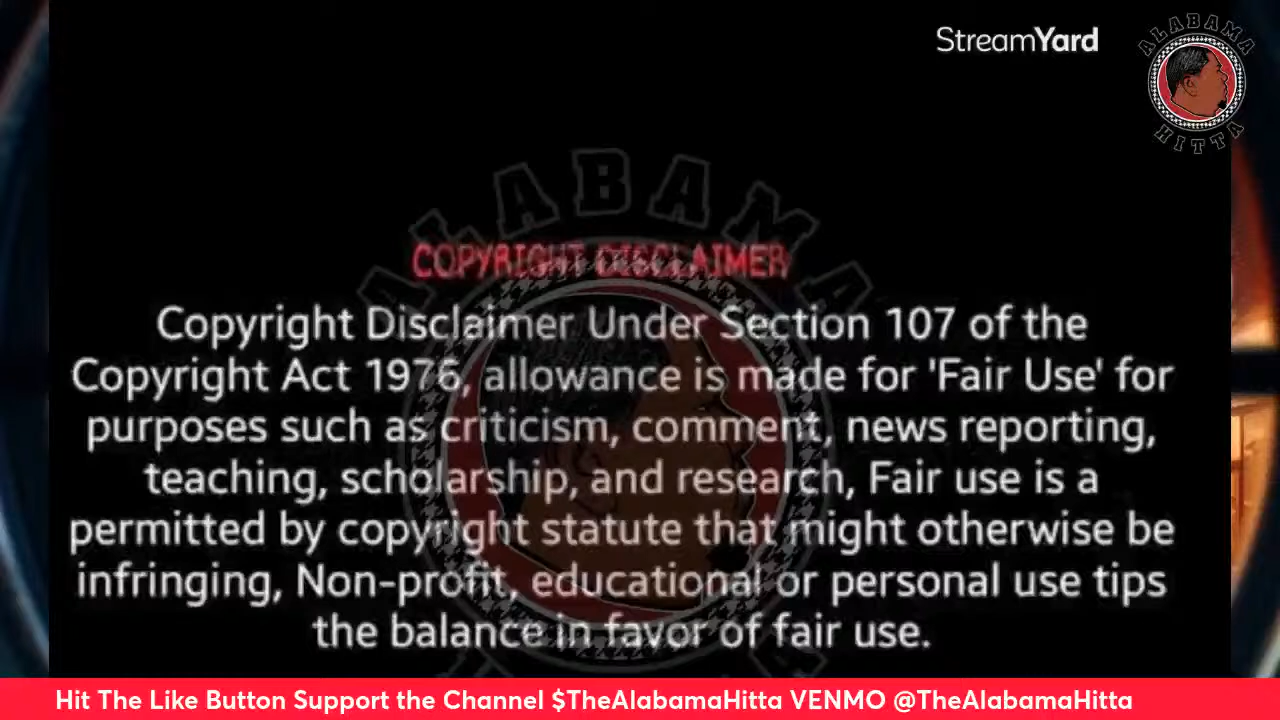 StreamYard
ALABAMA
HITTA
ALABAMA
COPYRIGHT DISCLAIMER
Copyright Disclaimer Under Section 107 of the
Copyright Act 1976, allowance is made for 'Fair Use' for
purposes such as criticism, comment, news reporting,
teaching, scholarship, and research, Fair use is a
permitted by copyright statute that might otherwise be
infringing, Non-profit, educational or personal use tips
the balance in favor of fair use.
Hit The Like Button Support the Channel $TheAlabamaHitta VENMO @TheAlabamaHitta